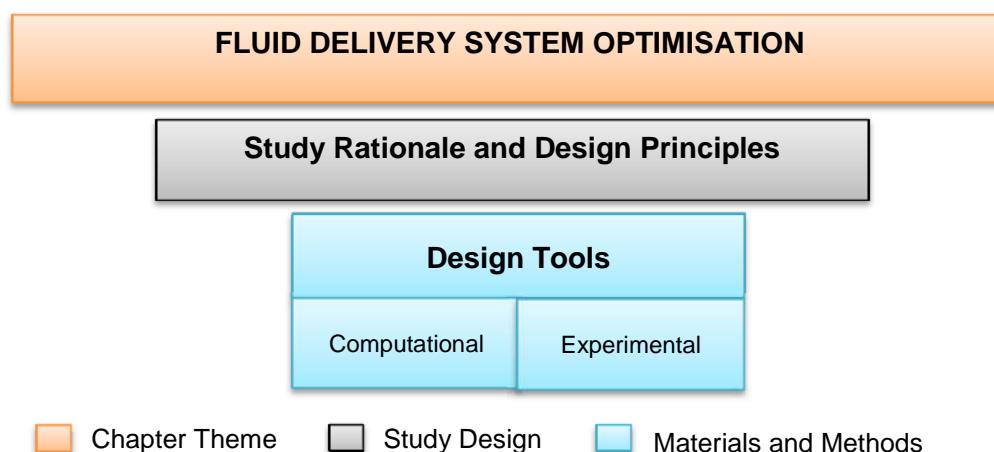 FLUID DELIVERY SYSTEM OPTIMISATION
Study Rationale and Design Principles
Design Tools
Computational Experimental
Chapter Theme Study Design Materials and Methods